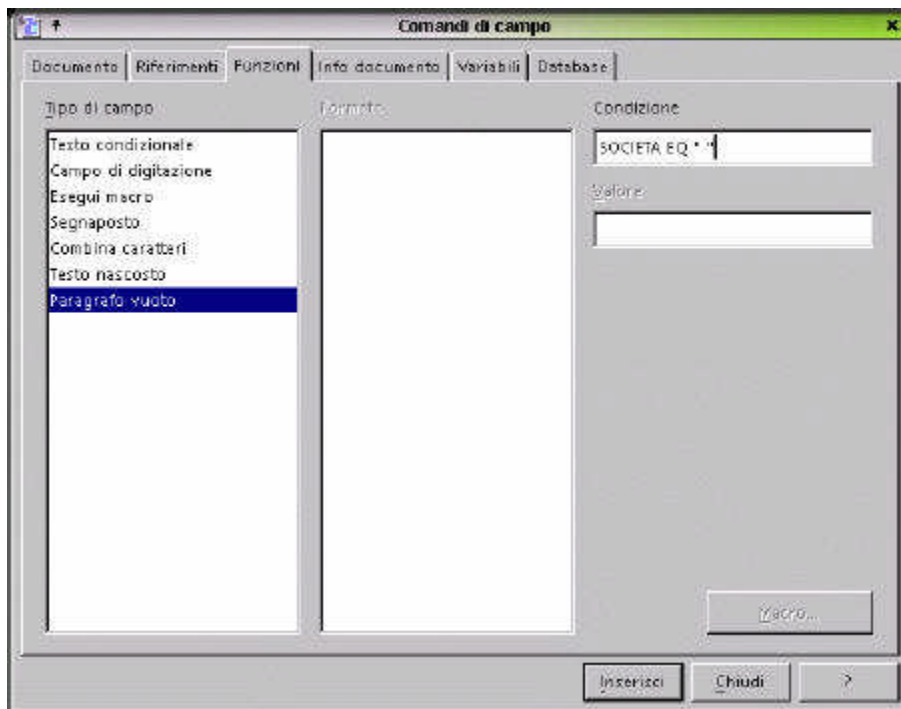 Comandi di campo
Documento Riferimenti Funzioni Info documento Variabili Database
Tipo di campo
Formato
Condizione
Testo condizionale
Campo di digitazione
Esegui macro
Segnaposto
Combina caratteri
Testo nascosto
Paragrafo vuoto
SOCIETA EQ " "
Valore
Macro...
Inserisci
Chiudi
?